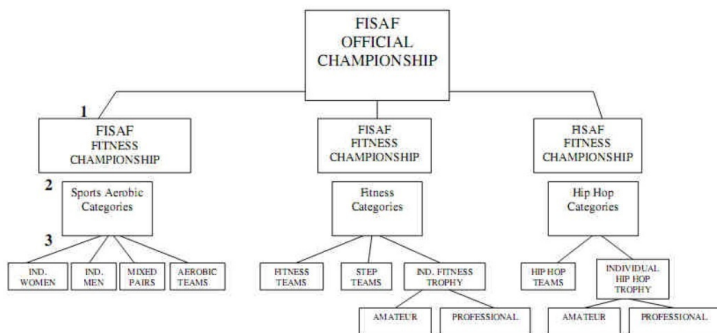 FISAF
OFFICIAL
CHAMPIONSHIP
1
FISAF
FITNESS
CHAMPIONSHIP
FISAF
FITNESS
CHAMPIONSHIP
FISAF
FITNESS
CHAMPIONSHIP
2
Sports Aerobic
Categories
Fitness
Categories
Hip Hop
Categories
3
IND.
WOMEN
IND.
MEN
MIXED
PAIRS
AEROBIC
TEAMS
FITNESS
TEAMS
STEP
TEAMS
IND. FITNESS
TROPHY
HIP HOP
TEAMS
INDIVIDUAL
HIP HOP
TROPHY
AMATEUR
PROFESSIONAL
AMATEUR
PROFESSIONAL